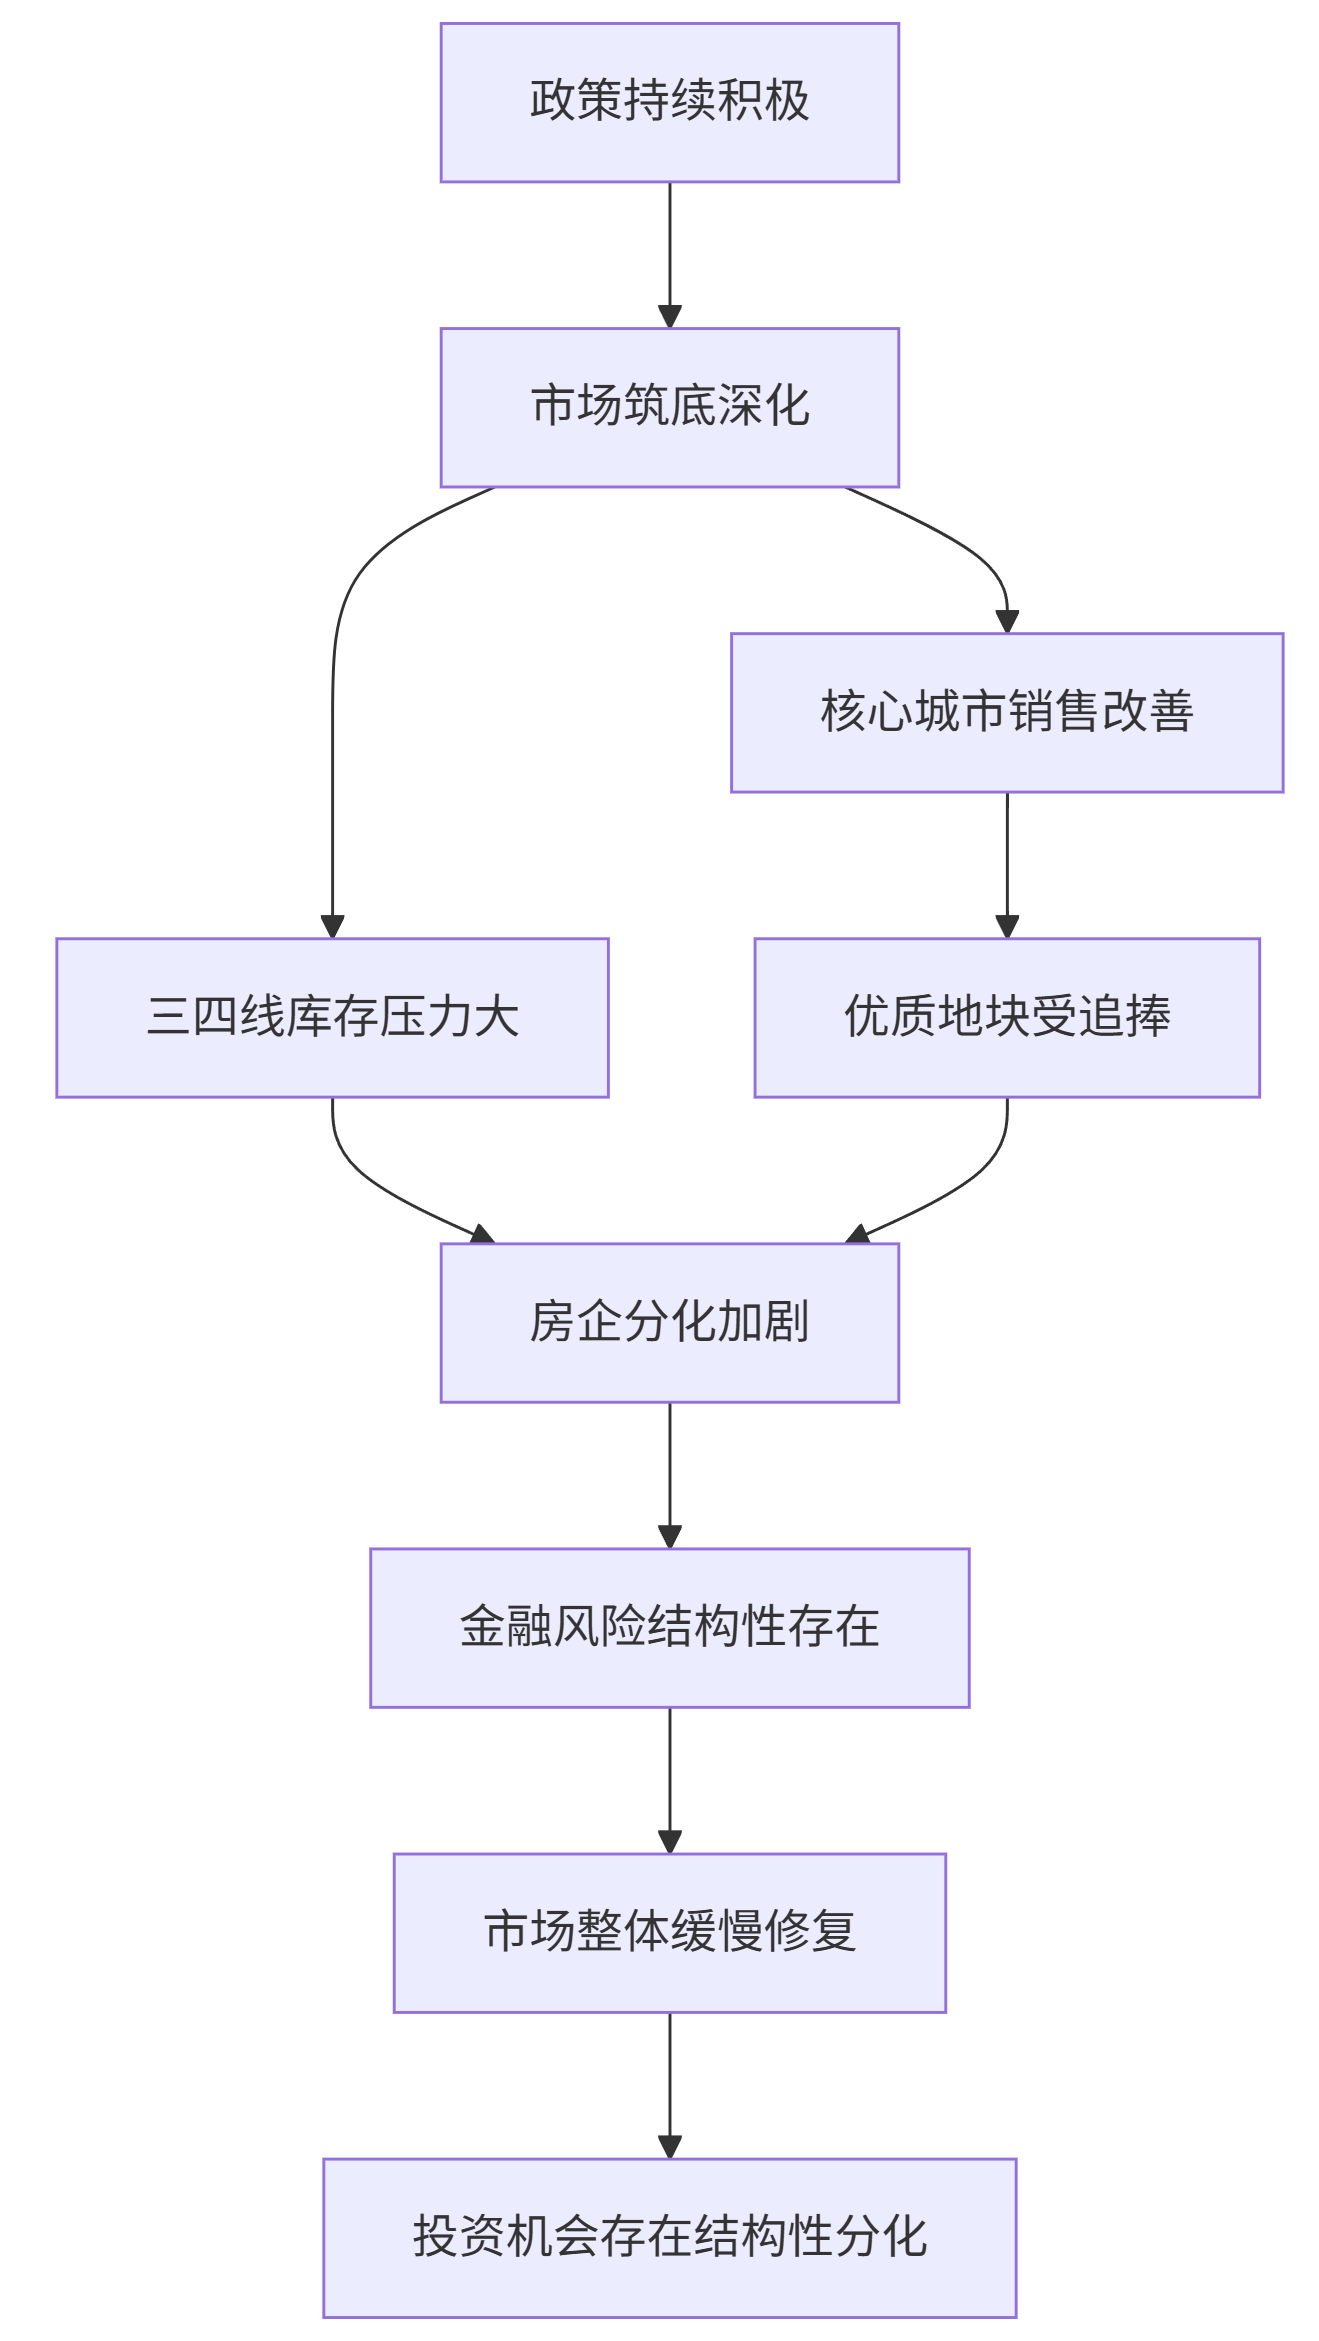 政策持续积极
市场筑底深化
核心城市销售改善
三四线库存压力大
优质地块受追捧
房企分化加剧
金融风险结构性存在
市场整体缓慢修复
投资机会存在结构性分化